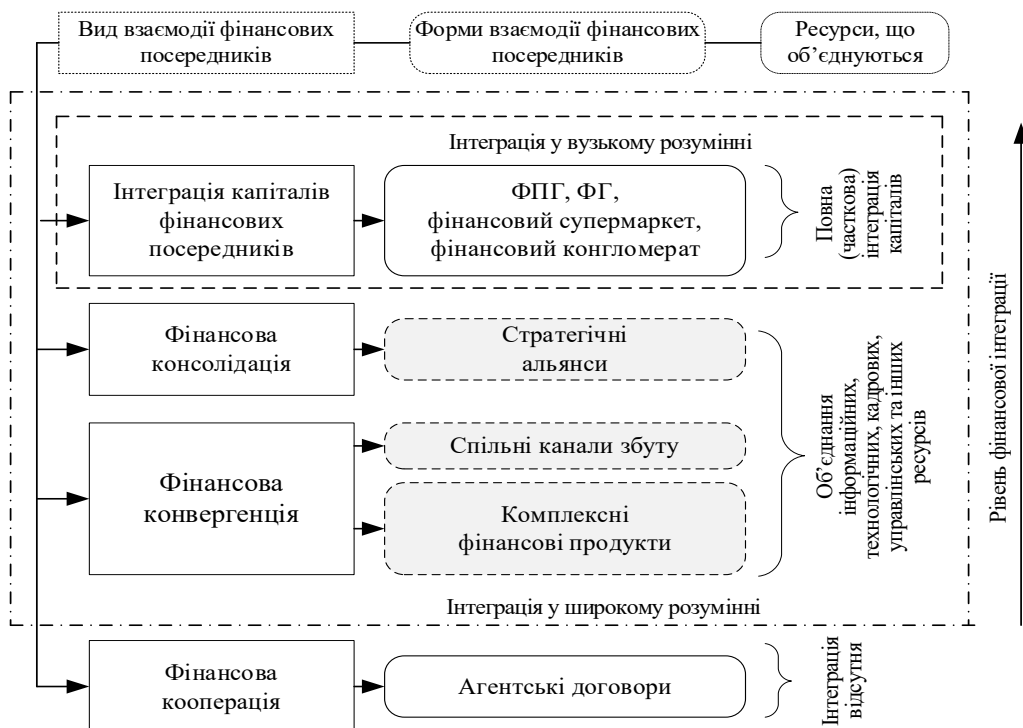 Вид взаємодії фінансових
посередників
Форми взаємодії фінансових
посередників
Ресурси, що
об’єднуються
Інтеграція у вузькому розумінні
Інтеграція капіталів
фінансових
посередників
ФПГ, ФГ,
фінансовий супермаркет,
фінансовий конгломерат
Повна
(часткова)
інтеграція
капіталів
Фінансова
консолідація
Стратегічні
альянси
Фінансова
конвергенція
Спільні канали збуту
Комплексні
фінансові продукти
Об’єднання
інформаційних,
технологічних, кадрових,
управлінських та інших
ресурсів
Інтеграція у широкому розумінні
Фінансова
кооперація
Агентські договори
Інтеграція
відсутня
Рівень фінансової інтеграції